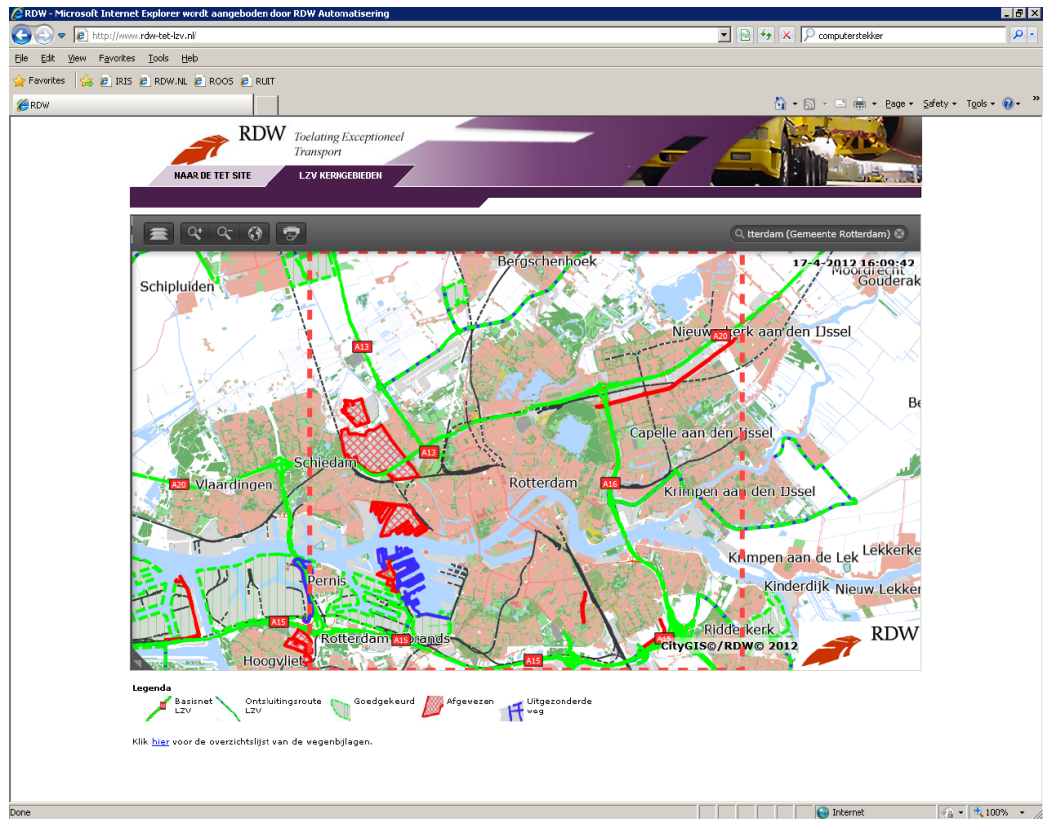 RDW - Microsoft Internet Explorer wordt aangeboden door RDW Automatisering
http://www.rdw-tet-lzv.nl/
computerstekker
File Edit View Favorites Tools Help
Favorites IRIS RDW.NL ROOS RUIT
RDW
Page Safety Tools
»
RDW Toelating Exceptioneel
Transport
NAAR DE TET SITE LZV KERNGEBIEDEN
tterdam (Gemeente Rotterdam)
Bergschenhoek
17-4-2012 16:09:42
Moordrecht
Gouderak
Schipluiden
Nieuwekerk aan den IJssel
A20
A13
Be
Capelle aan den IJssel
A13
Schiedam
A20 Vlaardingen
Rotterdam
A16
Krimpen aan den IJssel
Krimpen aan de Lek
Lekkerke
Pernis
Kinderdijk
Nieuw Lekker
A15
Rotterdam
A15
Ridderkerk
RDW
A15
CityGIS©/RDW© 2012
Hoogvliet
A15
Legenda
Basisnet
LZV
Ontsluitingsroute
LZV
Goedgekeurd
Afgewezen
Uitgezonderde
weg
Klik hier voor de overzichtslijst van de wegenbijlagen.
Done
Internet
100%